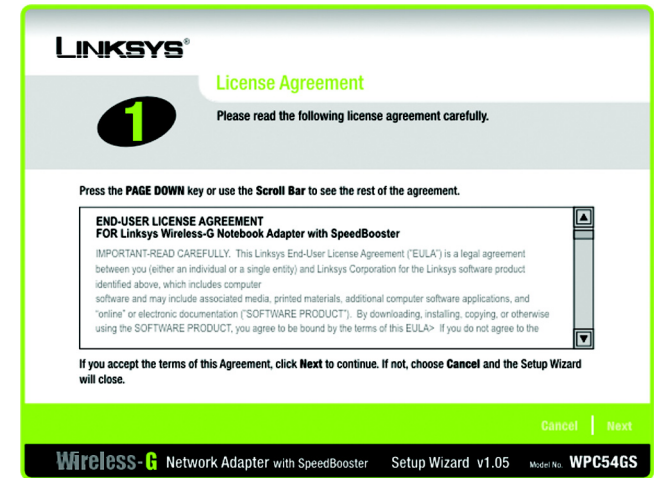 LINKSYS®
License Agreement
1
Please read the following license agreement carefully.
Press the PAGE DOWN key or use the Scroll Bar to see the rest of the agreement.
END-USER LICENSE AGREEMENT
FOR Linksys Wireless-G Notebook Adapter with SpeedBooster
IMPORTANT-READ CAREFULLY. This Linksys End-User License Agreement ("EULA") is a legal agreement
between you (either an individual or a single entity) and Linksys Corporation for the Linksys software product
identified above, which includes computer
software and may include associated media, printed materials, additional computer software applications, and
"online" or electronic documentation ("SOFTWARE PRODUCT"). By downloading, installing, copying, or otherwise
using the SOFTWARE PRODUCT, you agree to be bound by the terms of this EULA> If you do not agree to the
If you accept the terms of this Agreement, click Next to continue. If not, choose Cancel and the Setup Wizard
will close.
Cancel Next
Wireless-G Network Adapter with SpeedBooster Setup Wizard v1.05 Model No. WPC54GS